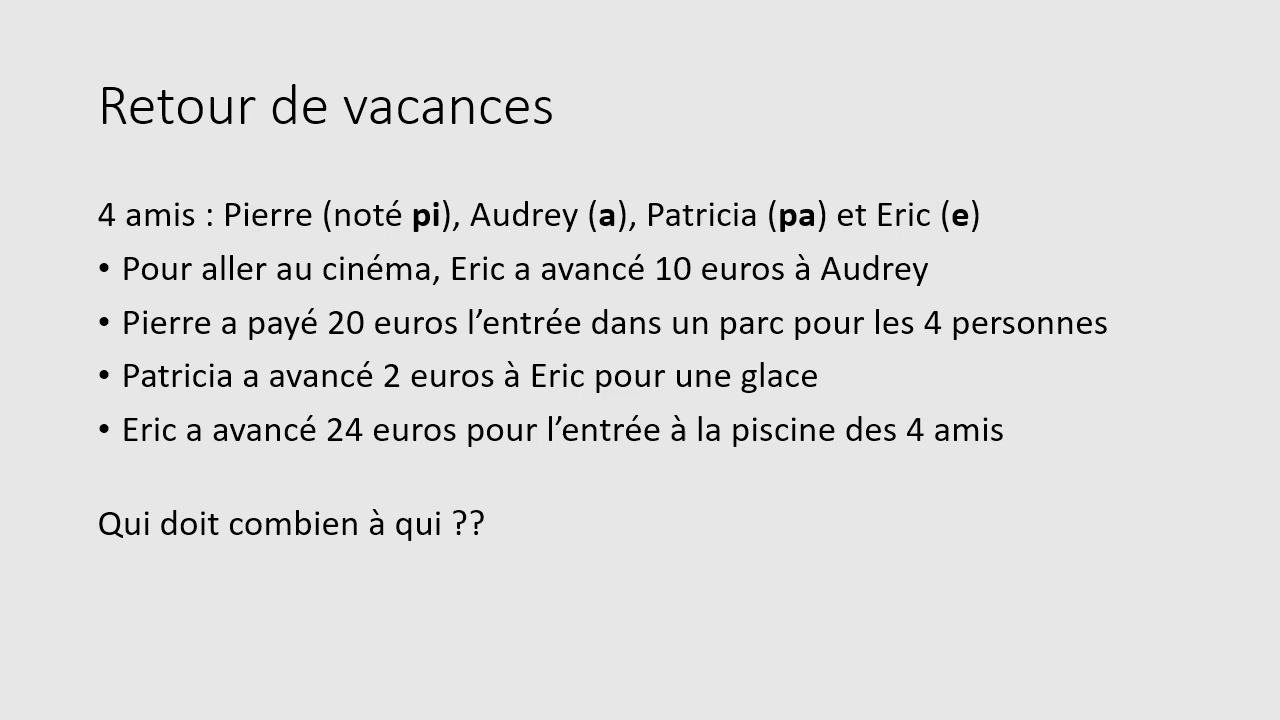 Retour de vacances
4 amis : Pierre (noté pi), Audrey (a), Patricia (pa) et Eric (e)
• Pour aller au cinéma, Eric a avancé 10 euros à Audrey
• Pierre a payé 20 euros l’entrée dans un parc pour les 4 personnes
• Patricia a avancé 2 euros à Eric pour une glace
• Eric a avancé 24 euros pour l’entrée à la piscine des 4 amis
Qui doit combien à qui ??